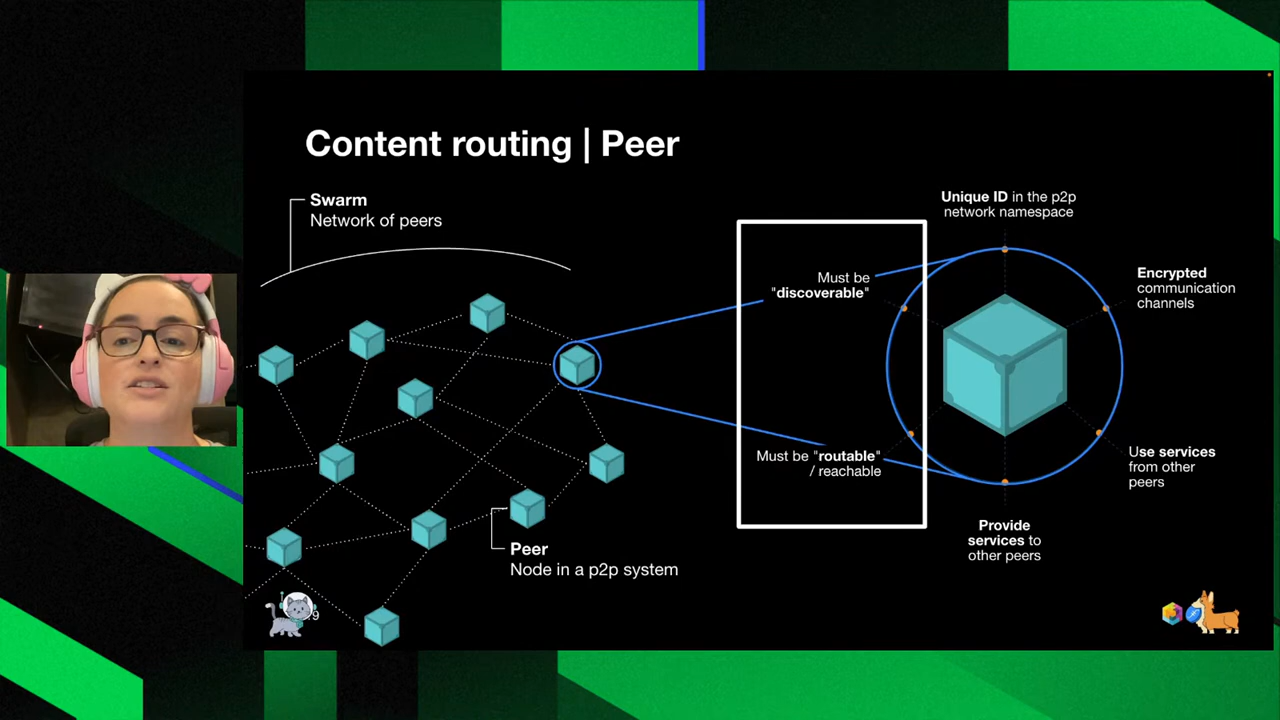 Content routing | Peer
Swarm
Network of peers
Peer
Node in a p2p system
Must be
"discoverable"
Must be "routable"
/ reachable
Unique ID in the p2p
network namespace
Encrypted
communication
channels
Use services
from other
peers
Provide
services to
other peers
9